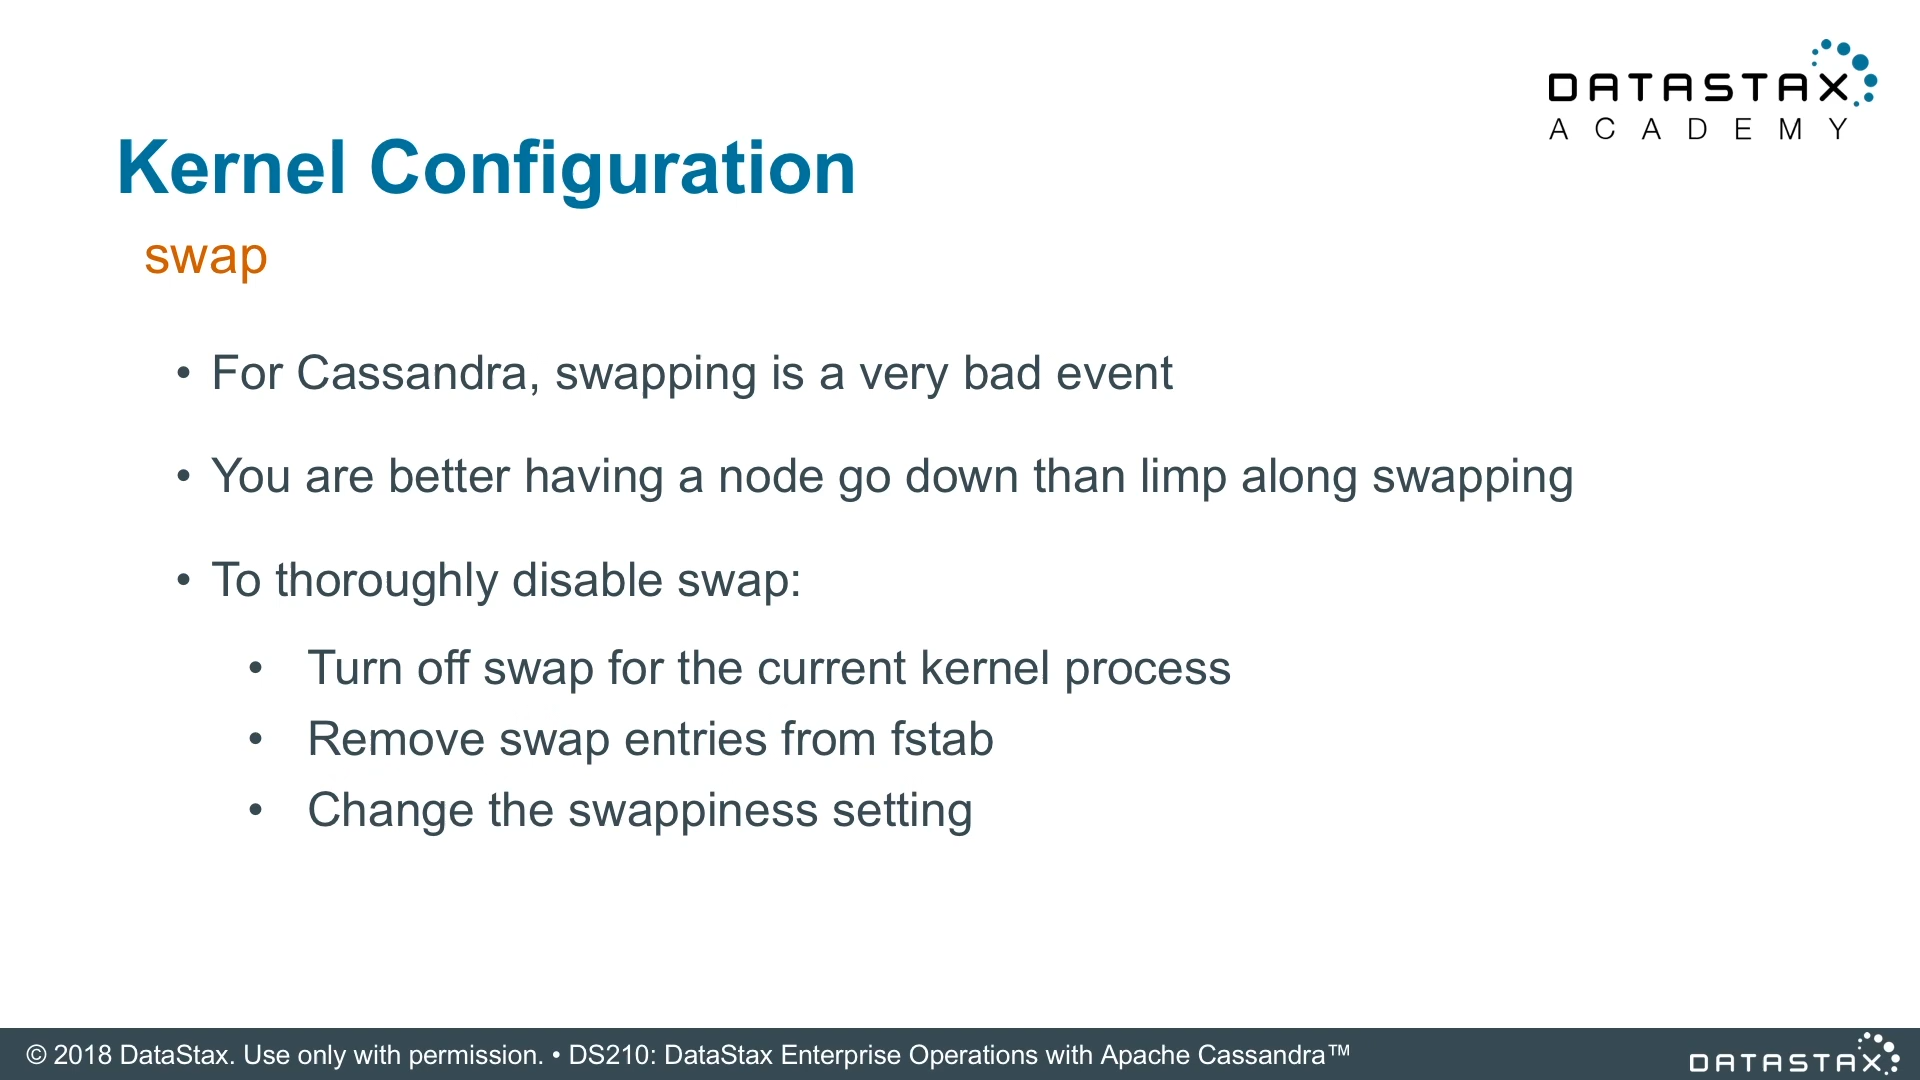 DATASTAX
ACADEMY
Kernel Configuration
swap
• For Cassandra, swapping is a very bad event
• You are better having a node go down than limp along swapping
• To thoroughly disable swap:
• Turn off swap for the current kernel process
• Remove swap entries from fstab
• Change the swappiness setting
© 2018 DataStax. Use only with permission. • DS210: DataStax Enterprise Operations with Apache Cassandra™
DATASTAX